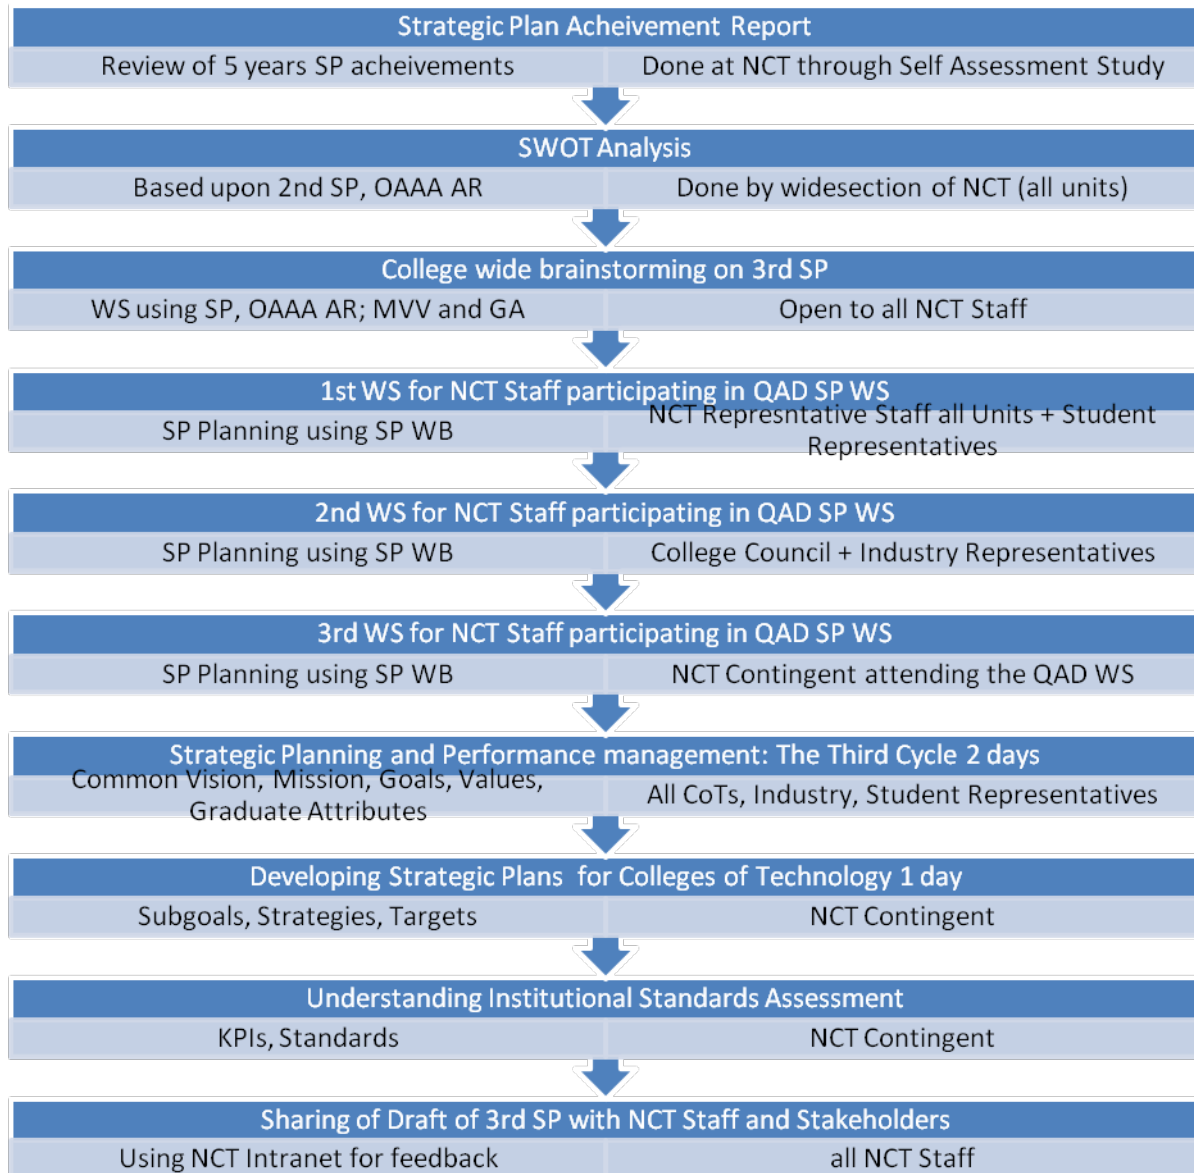 Strategic Plan Acheivement Report
Review of 5 years SP acheivements
Done at NCT through Self Assessment Study
SWOT Analysis
Based upon 2nd SP, OAAA AR
Done by widesection of NCT (all units)
College wide brainstorming on 3rd SP
WS using SP, OAAA AR; MVV and GA
Open to all NCT Staff
1st WS for NCT Staff participating in QAD SP WS
SP Planning using SP WB
NCT Represntative Staff all Units + Student
Representatives
2nd WS for NCT Staff participating in QAD SP WS
SP Planning using SP WB
College Council + Industry Representatives
3rd WS for NCT Staff participating in QAD SP WS
SP Planning using SP WB
NCT Contingent attending the QAD WS
Strategic Planning and Performance management: The Third Cycle 2 days
Common Vision, Mission, Goals, Values,
Graduate Attributes
All CoTs, Industry, Student Representatives
Developing Strategic Plans for Colleges of Technology 1 day
Subgoals, Strategies, Targets
NCT Contingent
Understanding Institutional Standards Assessment
KPIs, Standards
NCT Contingent
Sharing of Draft of 3rd SP with NCT Staff and Stakeholders
Using NCT Intranet for feedback
all NCT Staff